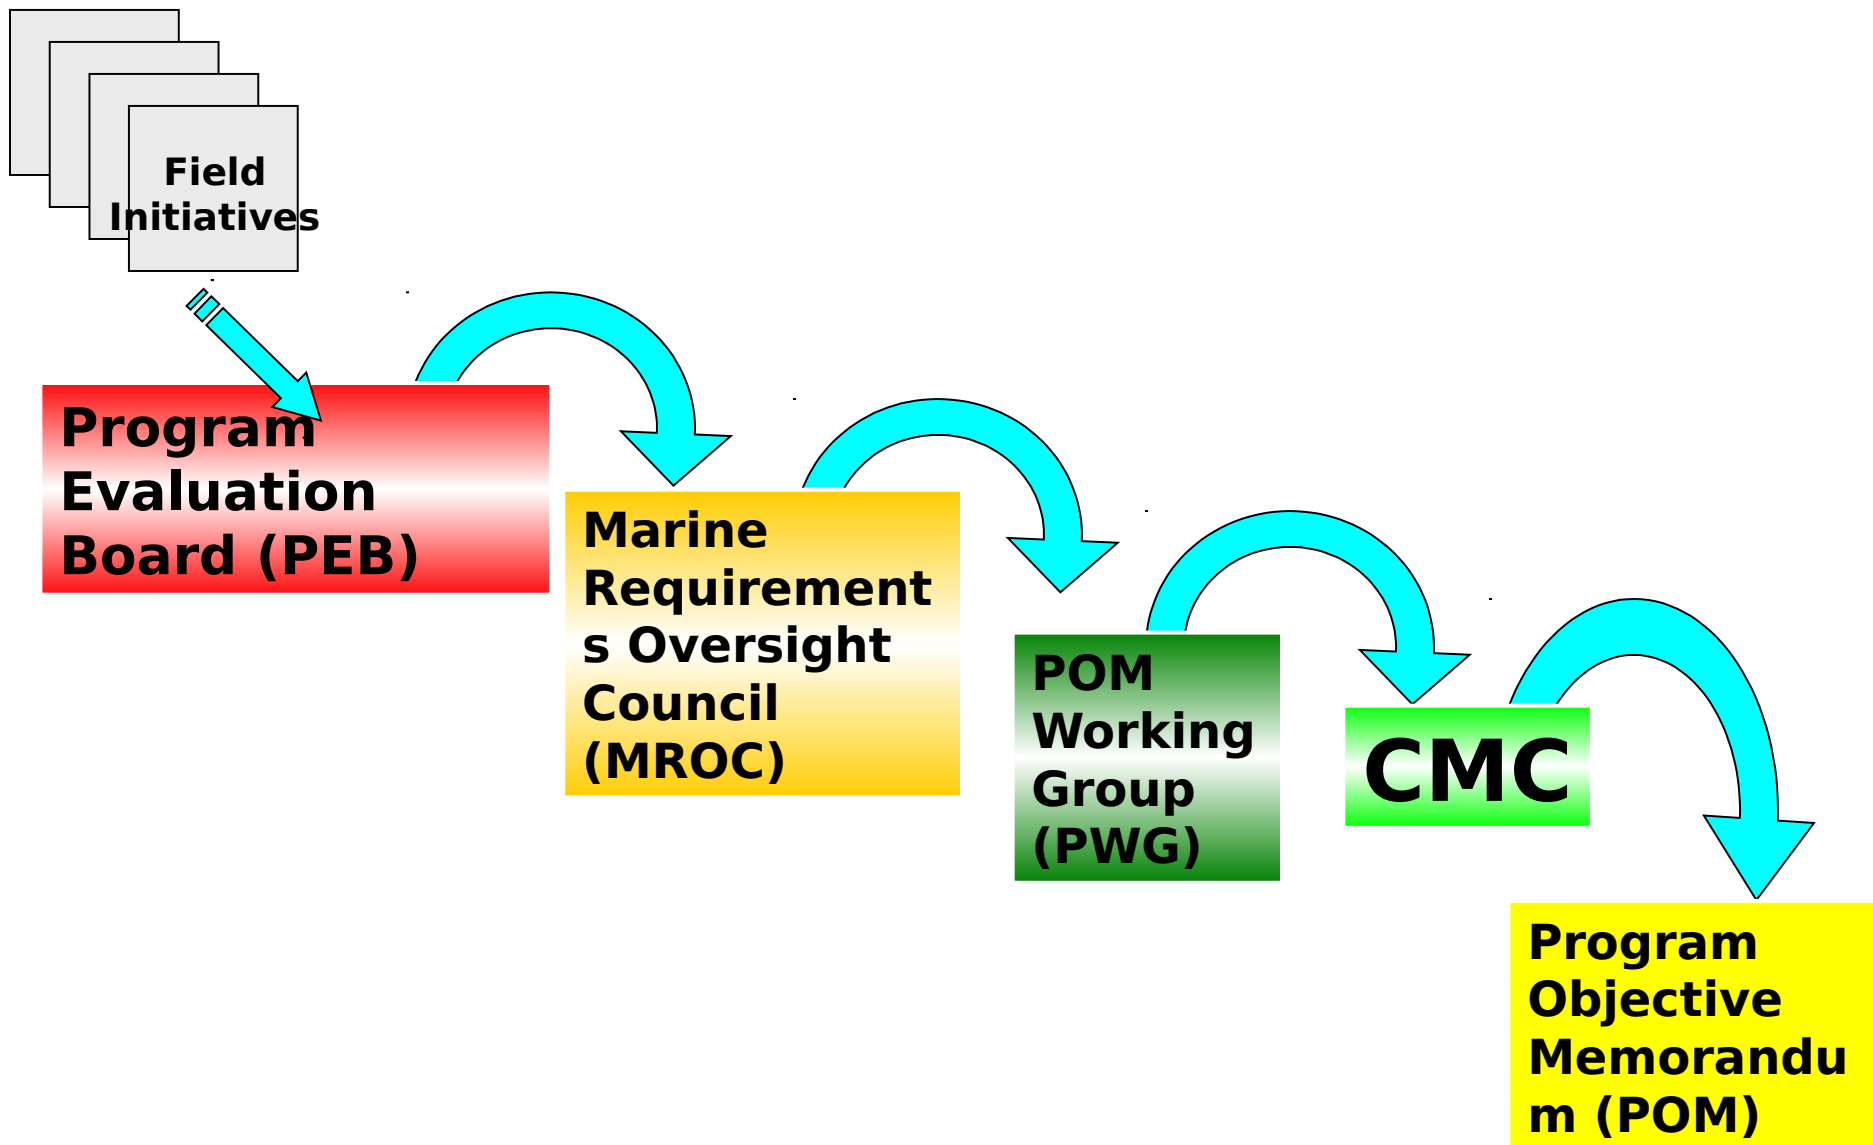 Field
Initiatives
Program
Evaluation
Board (PEB)
Marine
Requirement
s Oversight
Council
(MROC)
POM
Working
Group
(PWG)
CMC
Program
Objective
Memorandu
m (POM)